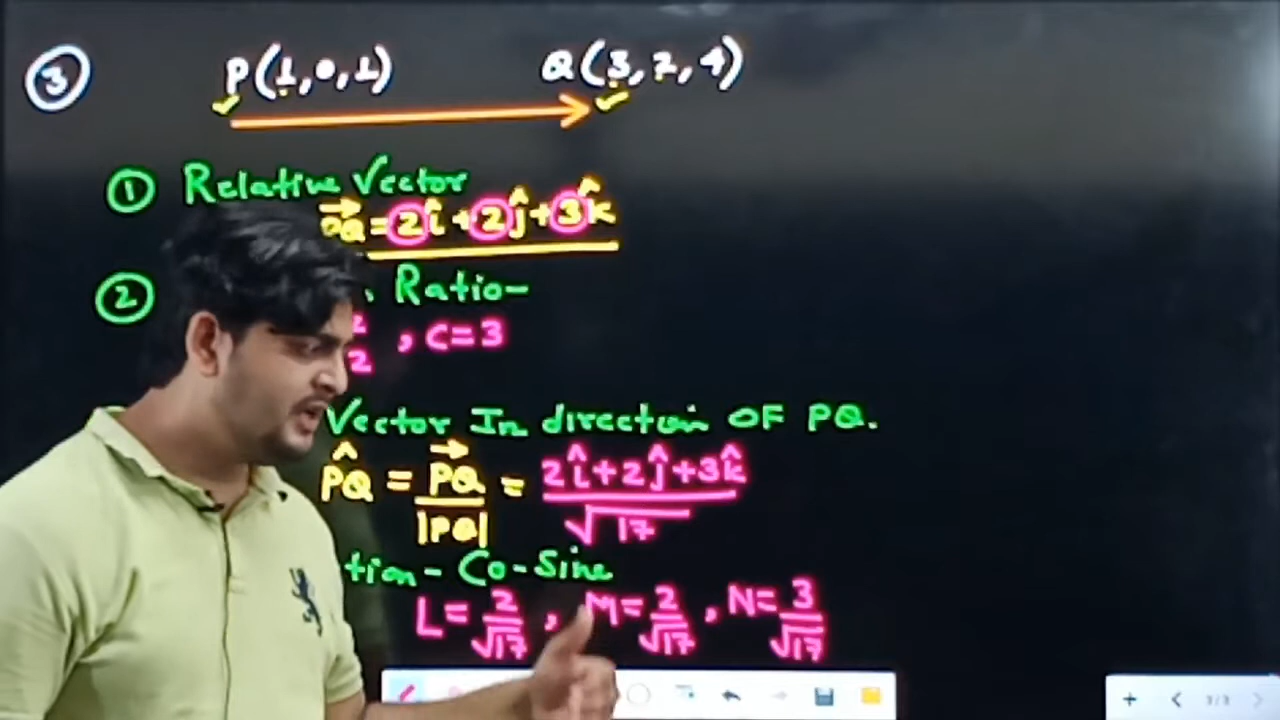 3 P(1,0,1) Q(3,2,4)
1 Relative Vector
PQ⃗ = 2î+2ĵ+3k̂
2 Ratio-
2, C=3
Vector In direction OF PQ.
P̂Q = PQ⃗/|PQ| = 2î+2ĵ+3k̂/√17
tion - Co-Sine
L=2/√17, M=2/√17, N=3/√17